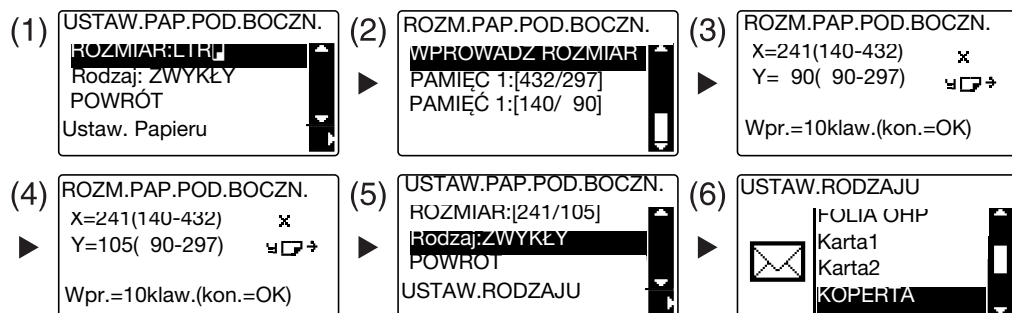 (1)
USTAW.PAP.POD.BOCZN.
ROZMIAR:LTR
Rodzaj: ZWYKŁY
POWRÓT
Ustaw. Papieru
(2)
ROZM.PAP.POD.BOCZN.
WPROWADZ ROZMIAR
PAMIĘĆ 1:[432/297]
PAMIĘĆ 1:[140/ 90]
(3)
ROZM.PAP.POD.BOCZN.
X=241(140-432) x
Y= 90( 90-297) y
Wpr.=10klaw.(kon.=OK)
(4)
ROZM.PAP.POD.BOCZN.
X=241(140-432) x
Y=105( 90-297) y
Wpr.=10klaw.(kon.=OK)
(5)
USTAW.PAP.POD.BOCZN.
ROZMIAR:[241/105]
Rodzaj:ZWYKŁY
POWRÓT
USTAW.RODZAJU
(6)
USTAW.RODZAJU
FOLIA OHP
Karta1
Karta2
KOPERTA